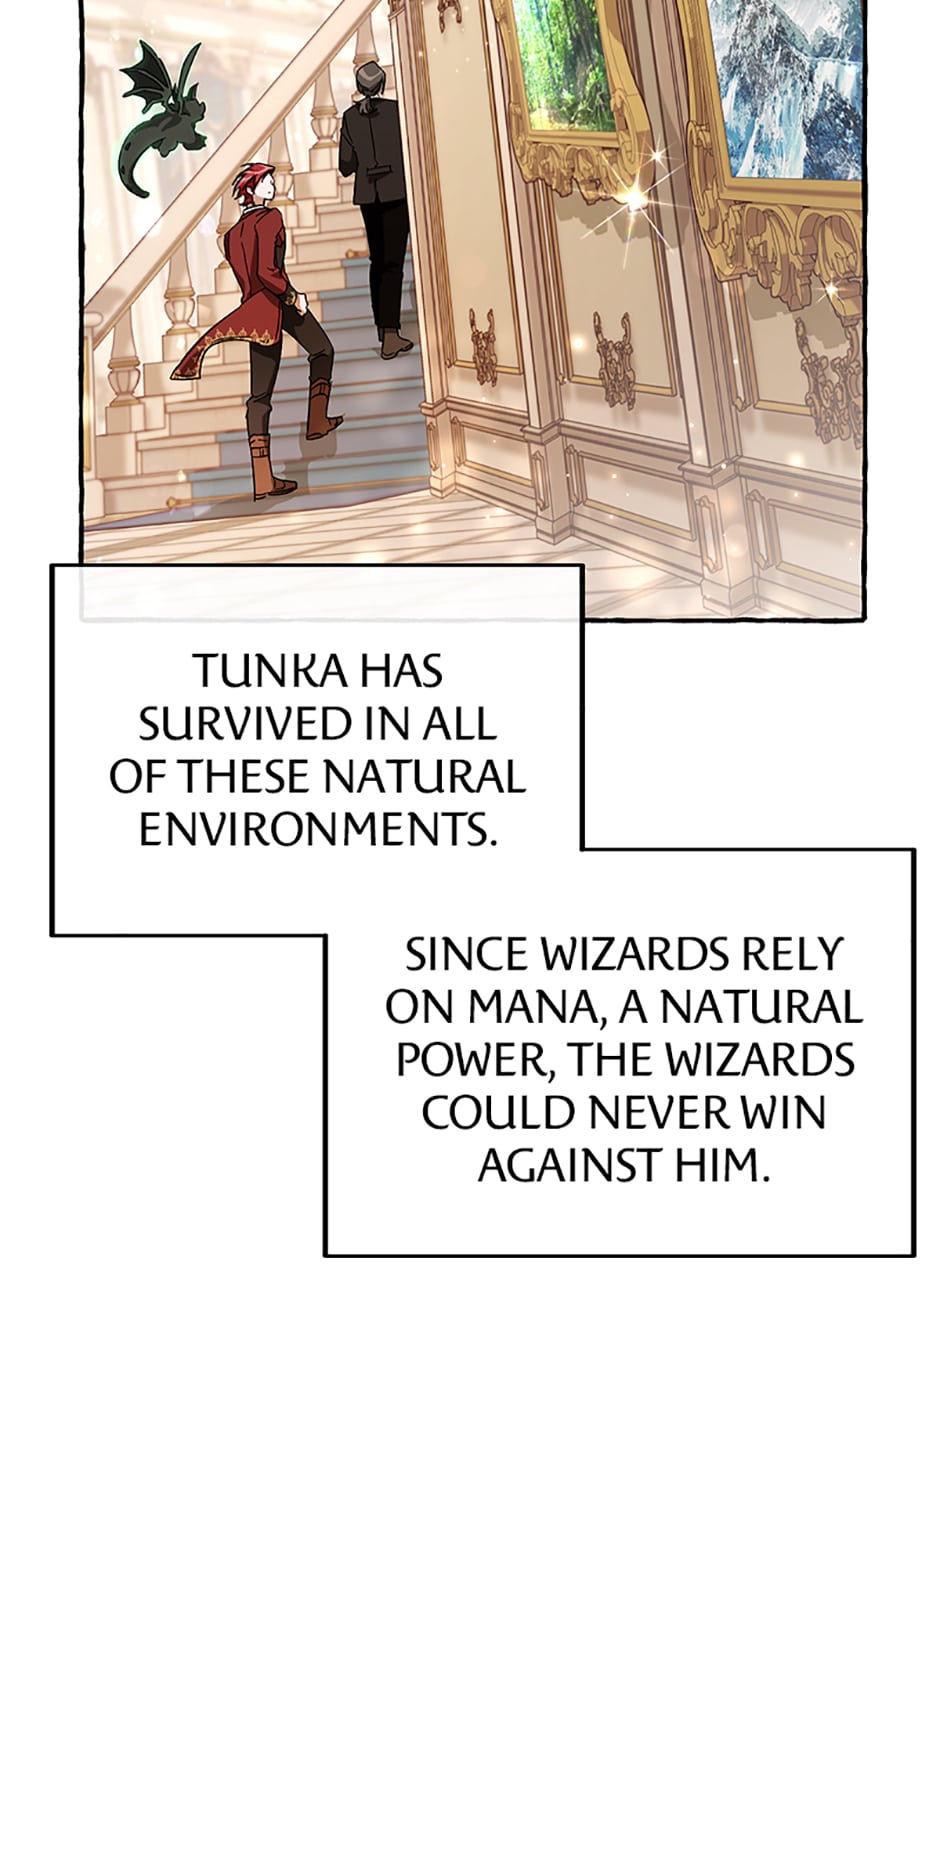 TUNKA HAS
SURVIVED IN ALL
OF THESE NATURAL
ENVIRONMENTS.
SINCE WIZARDS RELY
ON MANA, A NATURAL
POWER, THE WIZARDS
COULD NEVER WIN
AGAINST HIM.